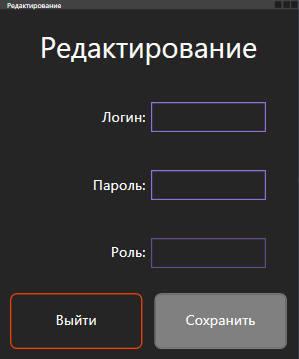 Редактирование
Редактирование
Логин:
Пароль:
Роль:
Выйти
Сохранить